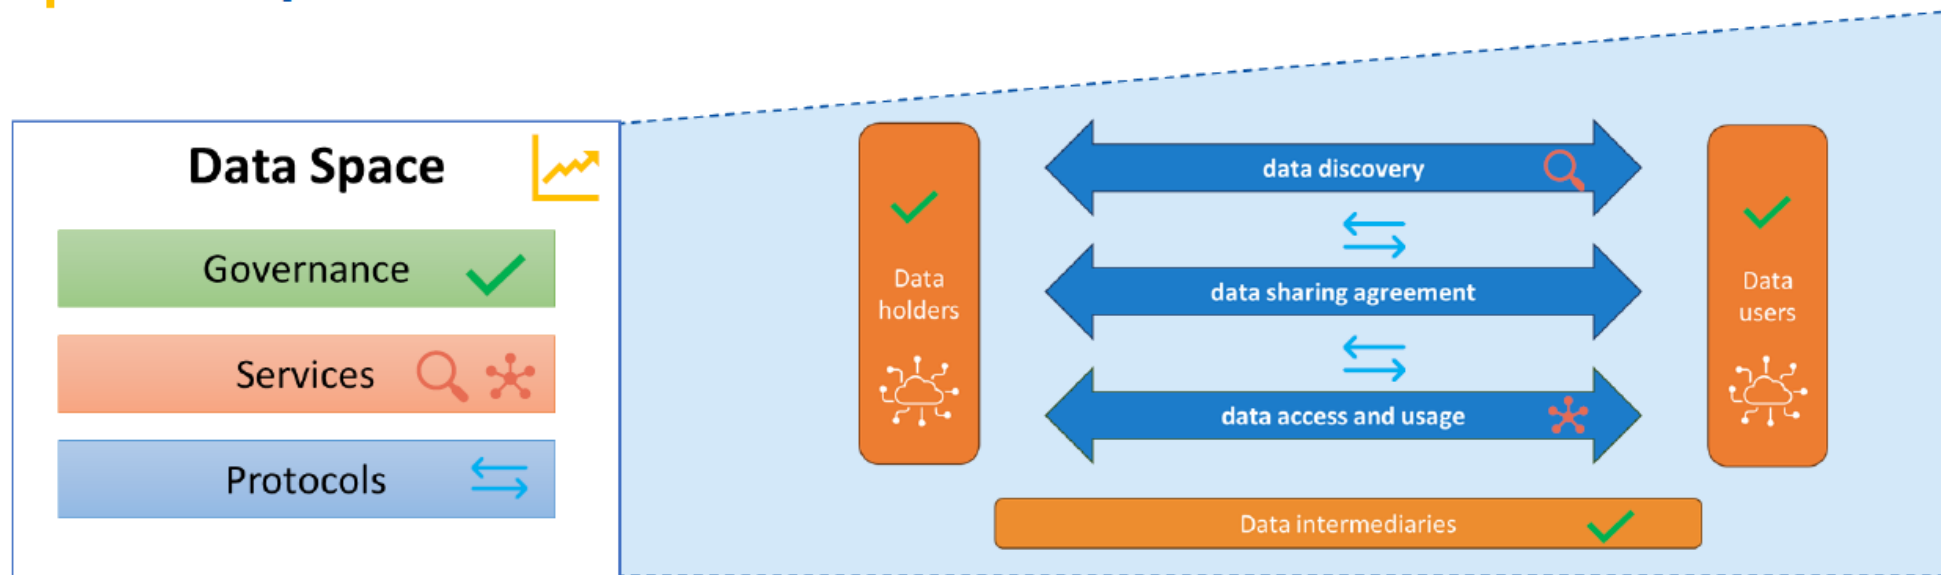 Data Space
Governance
Services
Protocols
Data
holders
data discovery
data sharing agreement
data access and usage
Data
users
Data intermediaries